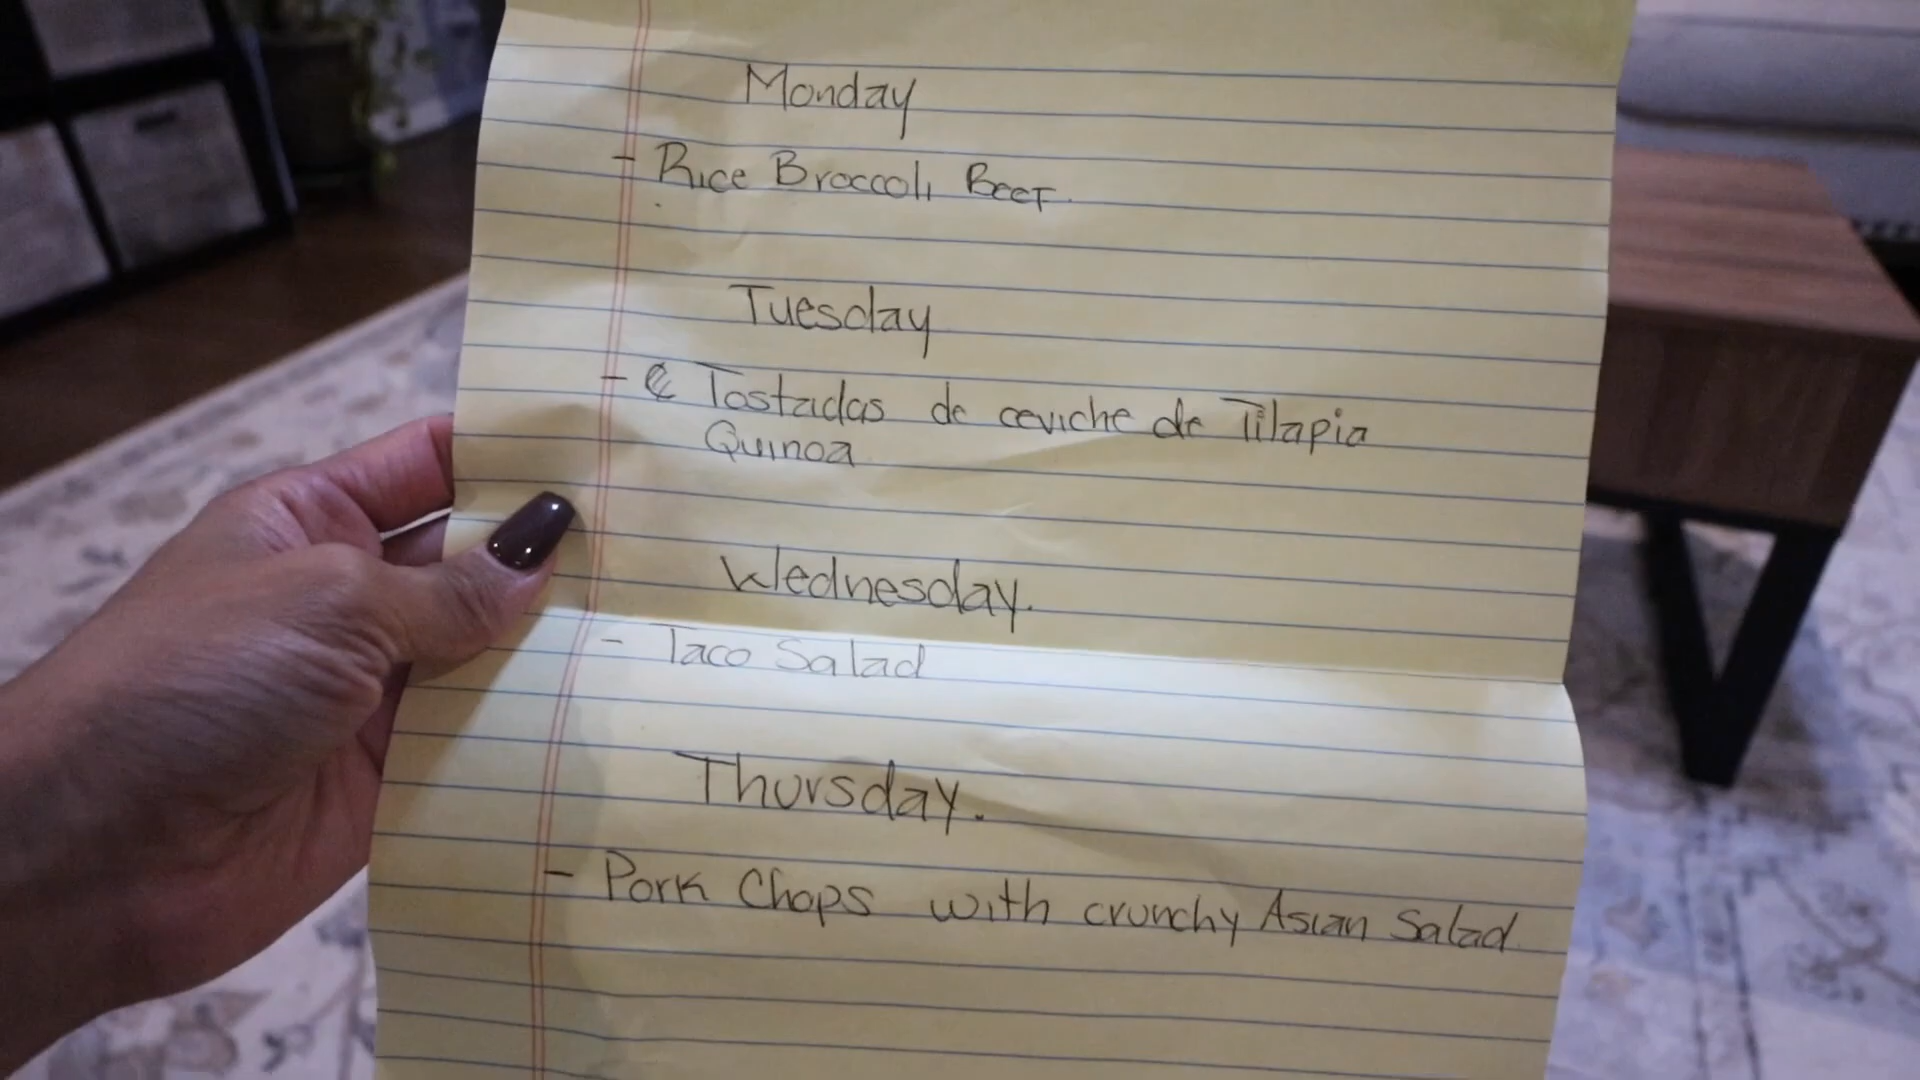 Monday
- Rice Broccoli Beef.
Tuesday
- Tostadas de ceviche de Tilapia
Quinoa
Wednesday.
- Taco Salad
Thursday.
- Pork Chops with crunchy Asian Salad.